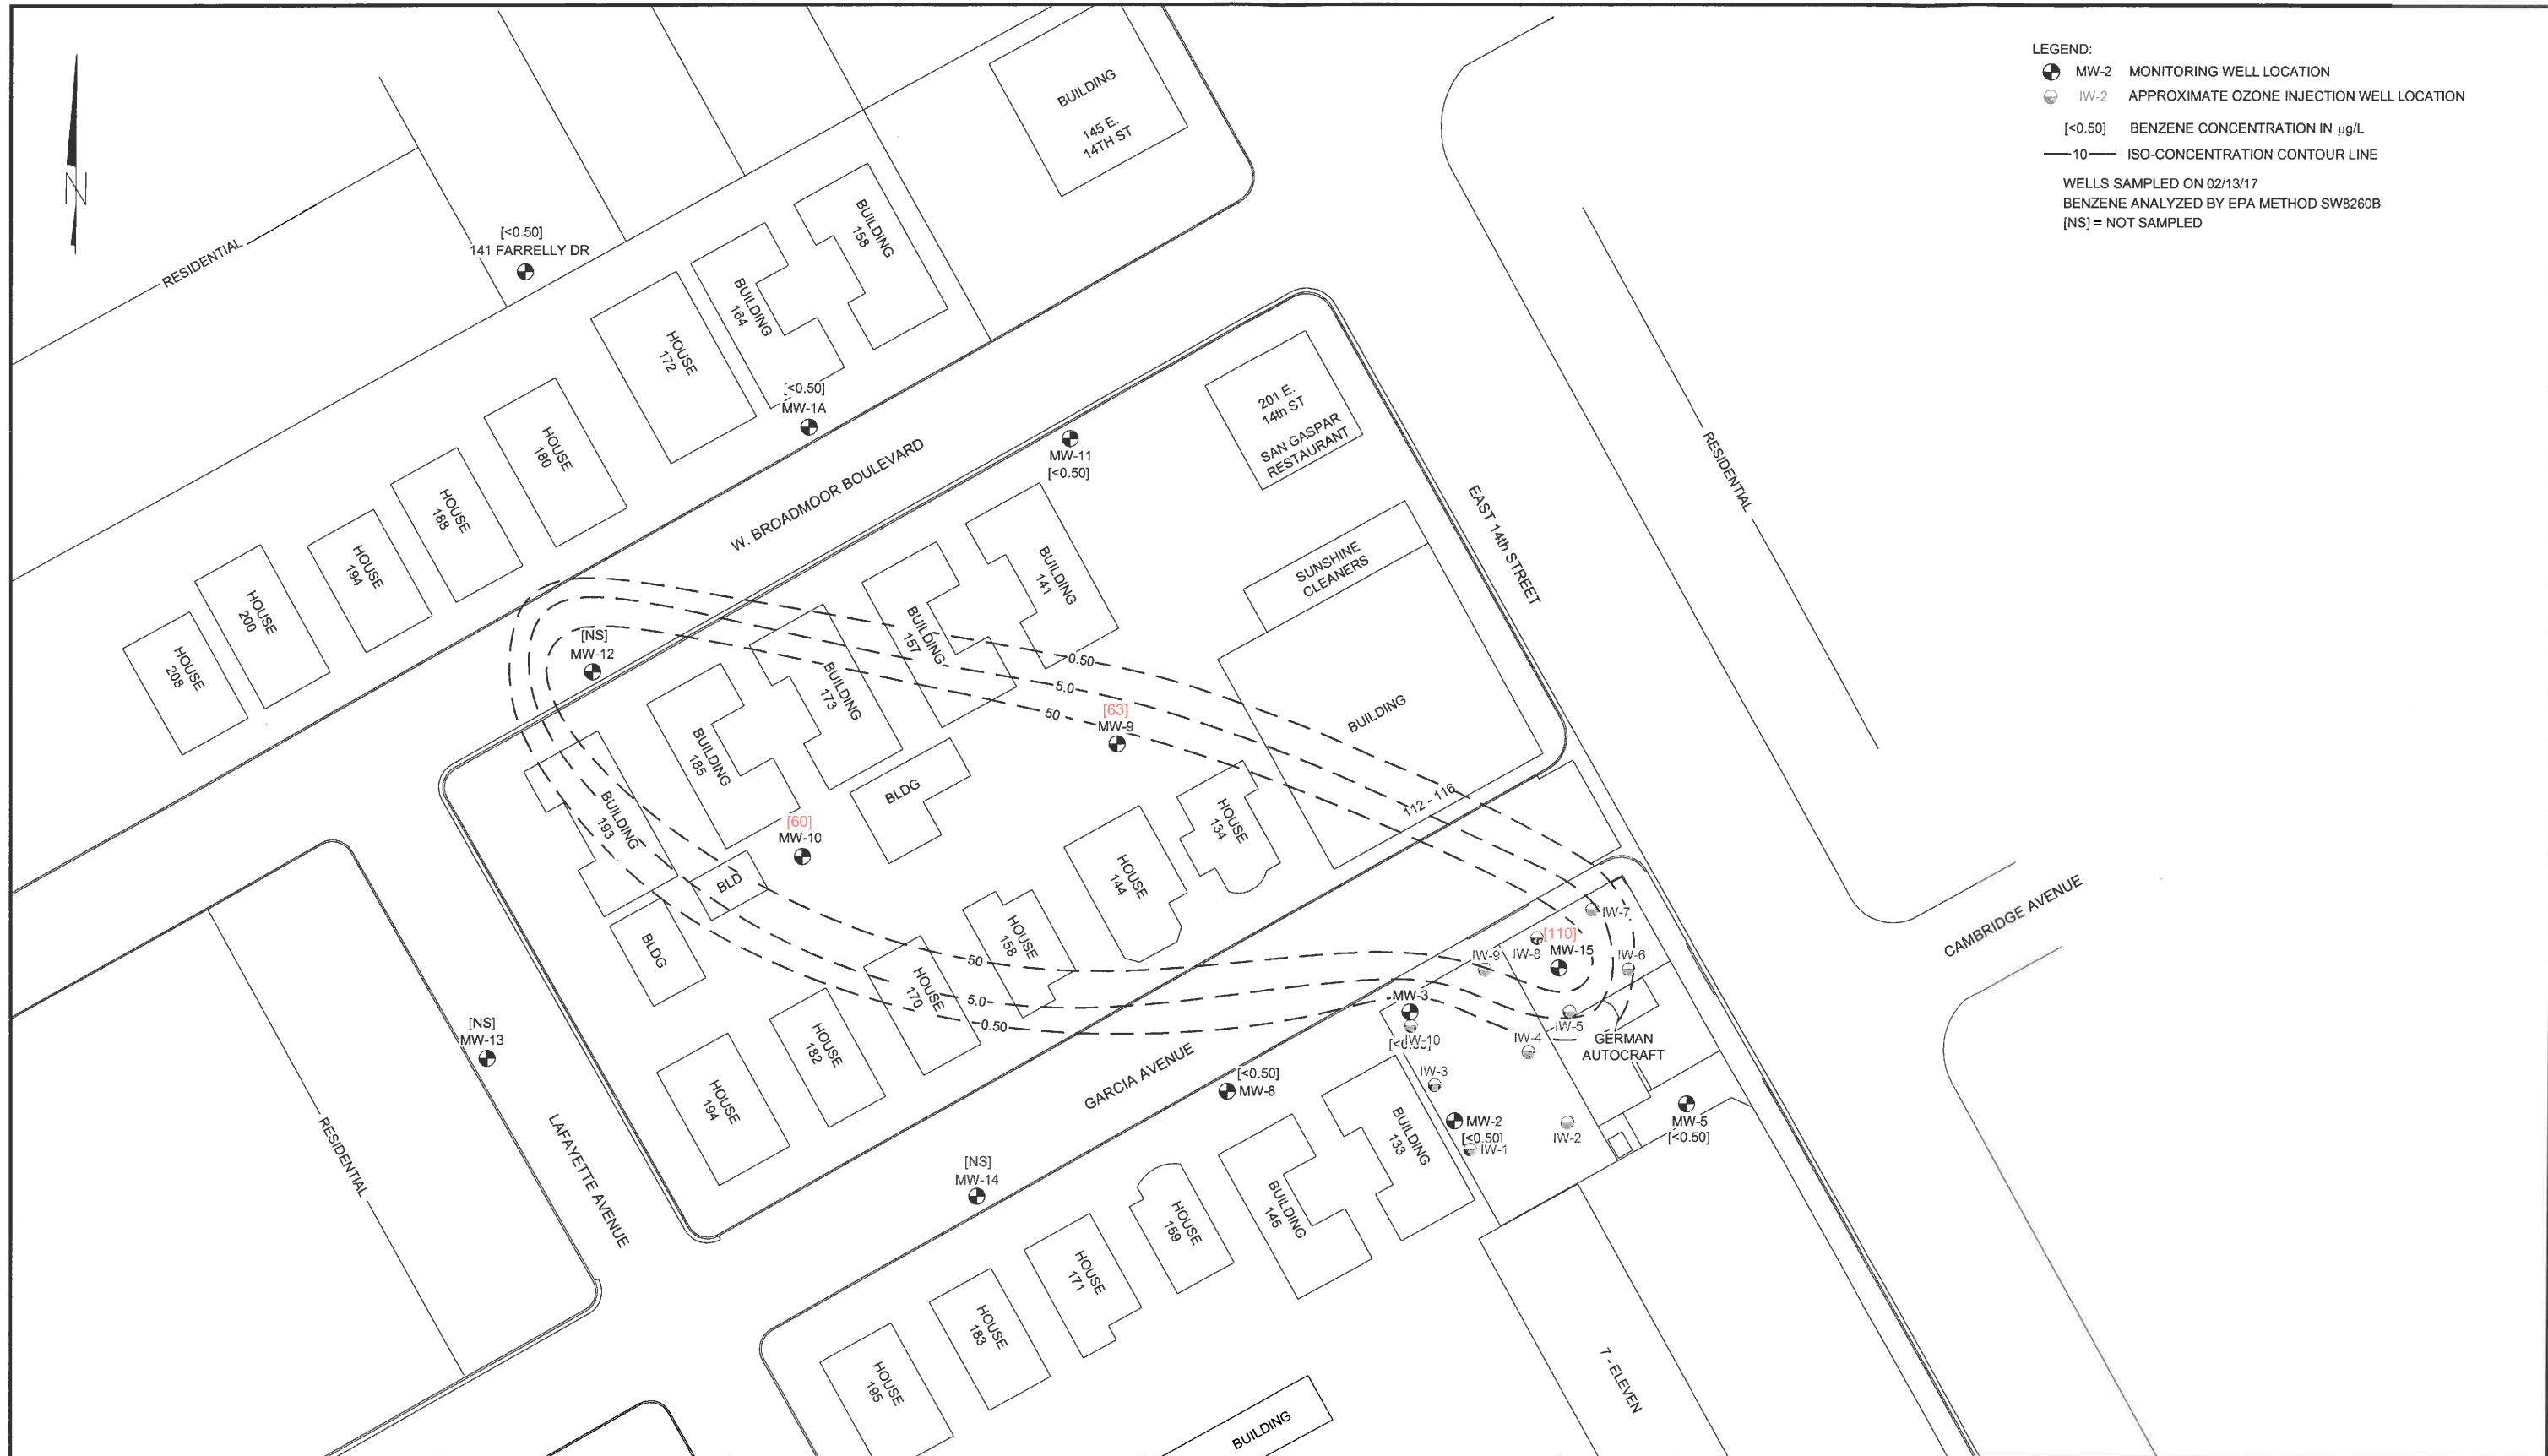 LEGEND:
MW-2 MONITORING WELL LOCATION
IW-2 APPROXIMATE OZONE INJECTION WELL LOCATION
[<0.50] BENZENE CONCENTRATION IN µg/L
10 ISO-CONCENTRATION CONTOUR LINE
WELLS SAMPLED ON 02/13/17
BENZENE ANALYZED BY EPA METHOD SW8260B
[NS] = NOT SAMPLED
N
RESIDENTIAL
[<0.50]
141 FARRELLY DR
BUILDING
145 E.
14TH ST
BUILDING
158
BUILDING
164
HOUSE
172
HOUSE
180
HOUSE
188
HOUSE
194
HOUSE
200
HOUSE
208
[<0.50]
MW-1A
W. BROADMOOR BOULEVARD
MW-11
[<0.50]
201 E.
14th ST
SAN GASPAR
RESTAURANT
EAST 14th STREET
RESIDENTIAL
SUNSHINE
CLEANERS
BUILDING
112 - 116
BUILDING
141
BUILDING
157
BUILDING
173
BUILDING
185
BUILDING
193
[NS]
MW-12
0.50
5.0
50
[63]
MW-9
BLDG
[60]
MW-10
BLD
BLDG
HOUSE
134
HOUSE
144
HOUSE
158
HOUSE
170
HOUSE
182
HOUSE
194
50
5.0
0.50
[NS]
MW-13
RESIDENTIAL
LAFAYETTE AVENUE
GARCIA AVENUE
CAMBRIDGE AVENUE
IW-7
[110]
MW-15
IW-8
IW-9
IW-6
MW-3
IW-10
IW-5
IW-4
GERMAN
AUTOCRAFT
IW-3
[<0.50]
MW-8
MW-2
[<0.50]
IW-1
IW-2
MW-5
[<0.50]
[NS]
MW-14
BUILDING
133
BUILDING
145
HOUSE
159
HOUSE
171
HOUSE
183
HOUSE
195
BUILDING
7 - ELEVEN